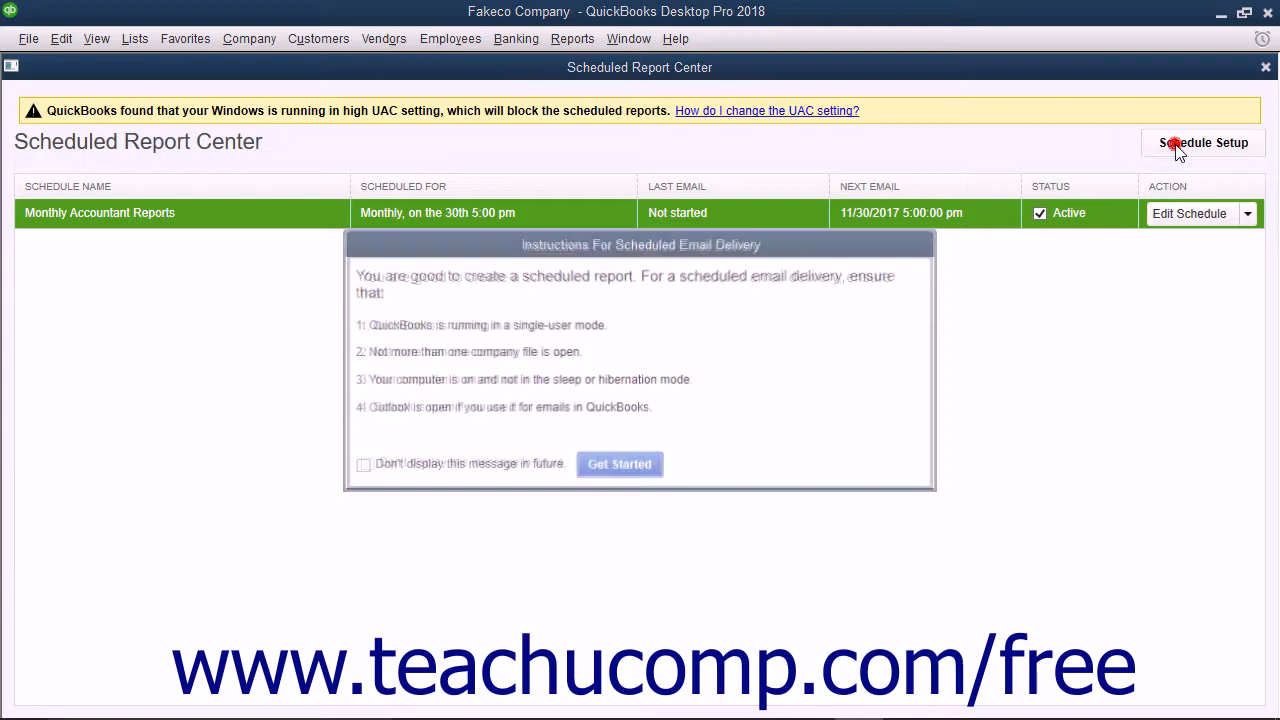 Fakeco Company - QuickBooks Desktop Pro 2018
File Edit View Lists Favorites Company Customers Vendors Employees Banking Reports Window Help
Scheduled Report Center
QuickBooks found that your Windows is running in high UAC setting, which will block the scheduled reports. How do I change the UAC setting?
Scheduled Report Center
Schedule Setup
SCHEDULE NAME SCHEDULED FOR LAST EMAIL NEXT EMAIL STATUS ACTION
Monthly Accountant Reports Monthly, on the 30th 5:00 pm Not started 11/30/2017 5:00:00 pm Active Edit Schedule
Instructions For Scheduled Email Delivery
You are good to create a scheduled report. For a scheduled email delivery, ensure
that:
1. QuickBooks is running in a single-user mode.
2. Not more than one company file is open.
3. Your computer is on and not in the sleep or hibernation mode.
4. Outlook is open if you use it for emails in QuickBooks.
Don't display this message in future. Get Started
www.teachucomp.com/free